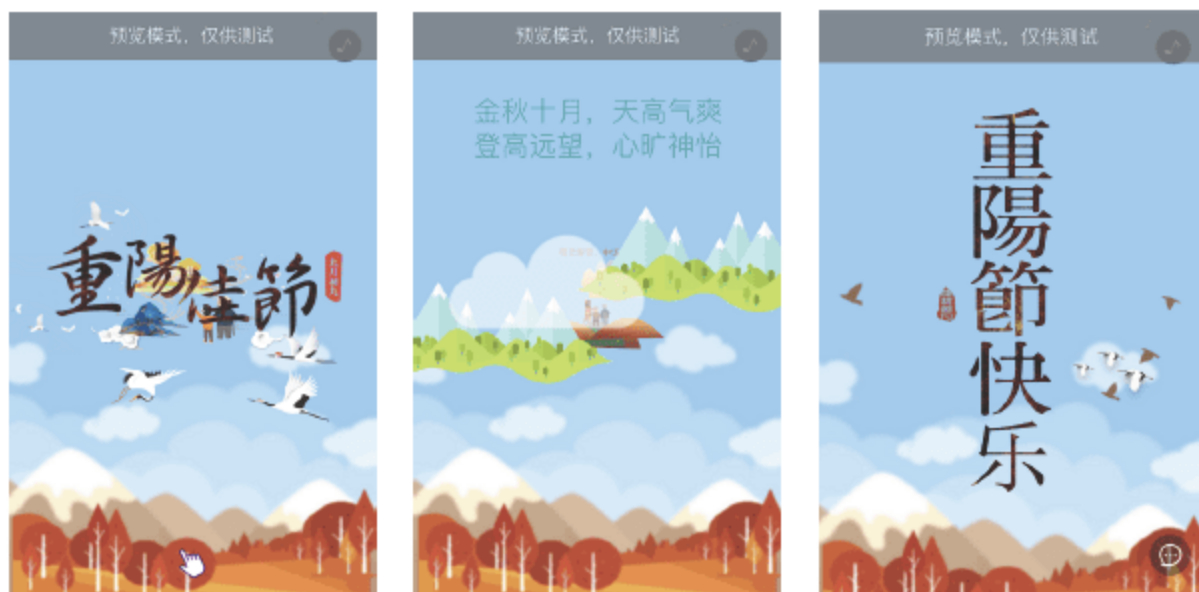 预览模式，仅供测试
重陽佳節
预览模式，仅供测试
金秋十月，天高气爽
登高远望，心旷神怡
预览模式，仅供测试
重陽節快乐